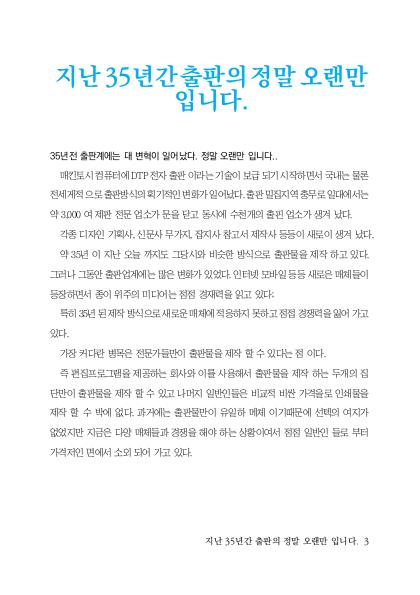 지난 35년간 출판의 정말 오랜만
입니다.
35년전 출판계에는 대 변혁이 일어났다. 정말 오랜만 입니다..
매킨토시 컴퓨터에 DTP 전자 출판 이라는 기술이 보급 되기 시작하면서 국내는 물론
전세계적 으로 출판방식의 획기적인 변화가 일어났다. 출판 밀집지역 충무로 일대에서는
약 3,000 여 제판 전문 업소가 문을 닫고 동시에 수천개의 출핀 업소가 생겨 났다.
각종 디자인 기획사, 신문사 무가지, 잡지사 참고서 제작사 등등이 새로이 생겨 났다.
약 35년 이 지난 오늘 까지도 그당시와 비슷한 방식으로 출판물을 제작 하고 있다.
그러나 그동안 출판업계에는 많은 변화가 있었다. 인터넷 모바일 등등 새로은 매체들이
등장하면서 종이 위주의 미디어는 점점 경재력을 읽고 있다;
특히 35년 된 제작 방식으로 새로운 매체에 적응하지 못하고 점점 경쟁력을 잃어 가고
있다.
가장 커다란 병목은 전문가들만이 출판물을 제작 할 수 있다는 점 이다.
즉 편집프로그램을 제공하는 회사와 이를 사용해서 출판물을 제작 하는 두개의 집
단만이 출판물을 제작 할 수 있고 나머지 일반인들은 비교적 비싼 가격을로 인쇄물을
제작 할 수 박에 없다. 과거에는 출판물만이 유일하 메체 이기때문에 선텍의 여지가
없었지만 지금은 다양 매체들과 경쟁을 해야 하는 상황이여서 점점 일반인 들로 부터
가격저인 면에서 소외 되어 가고 있다.
지난 35년간 출판의 정말 오랜만 입니다. 3